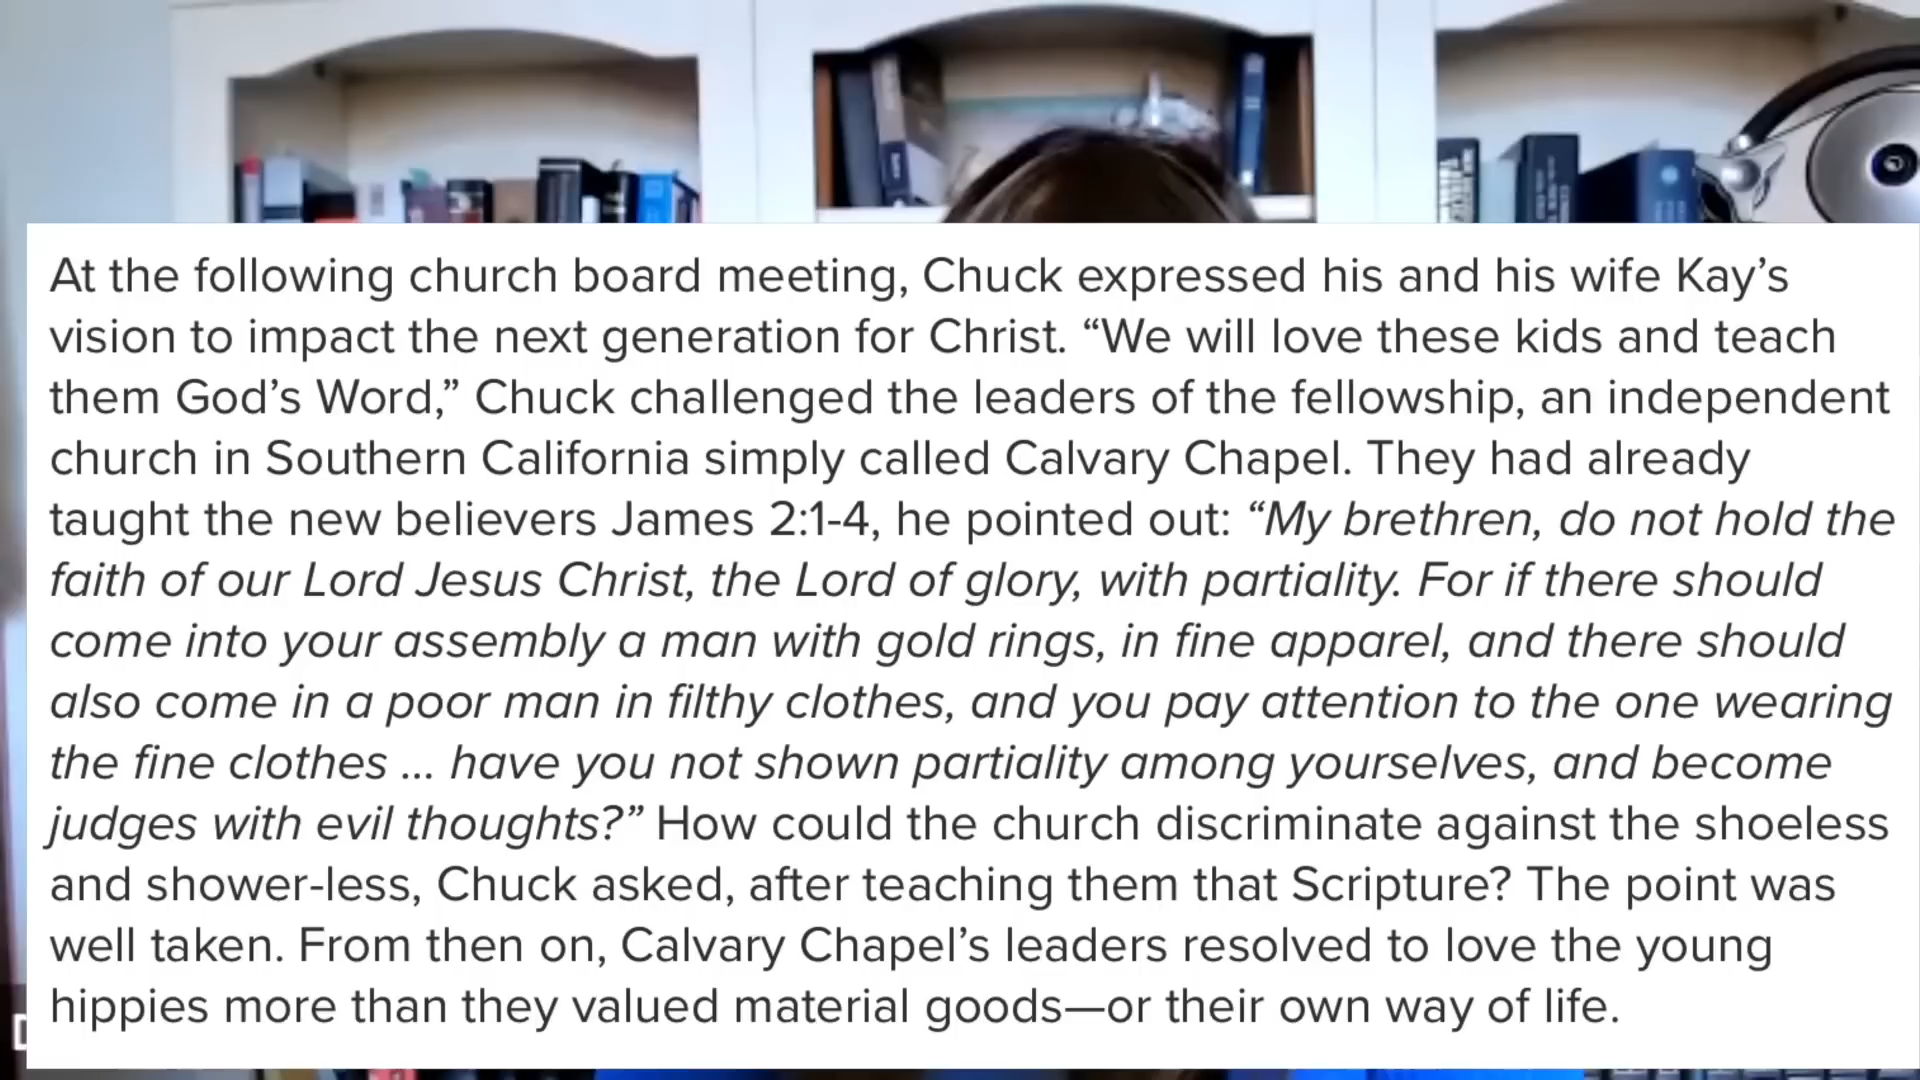 At the following church board meeting, Chuck expressed his and his wife Kay’s
vision to impact the next generation for Christ. “We will love these kids and teach
them God’s Word,” Chuck challenged the leaders of the fellowship, an independent
church in Southern California simply called Calvary Chapel. They had already
taught the new believers James 2:1-4, he pointed out: “My brethren, do not hold the
faith of our Lord Jesus Christ, the Lord of glory, with partiality. For if there should
come into your assembly a man with gold rings, in fine apparel, and there should
also come in a poor man in filthy clothes, and you pay attention to the one wearing
the fine clothes … have you not shown partiality among yourselves, and become
judges with evil thoughts?” How could the church discriminate against the shoeless
and shower-less, Chuck asked, after teaching them that Scripture? The point was
well taken. From then on, Calvary Chapel’s leaders resolved to love the young
hippies more than they valued material goods—or their own way of life.